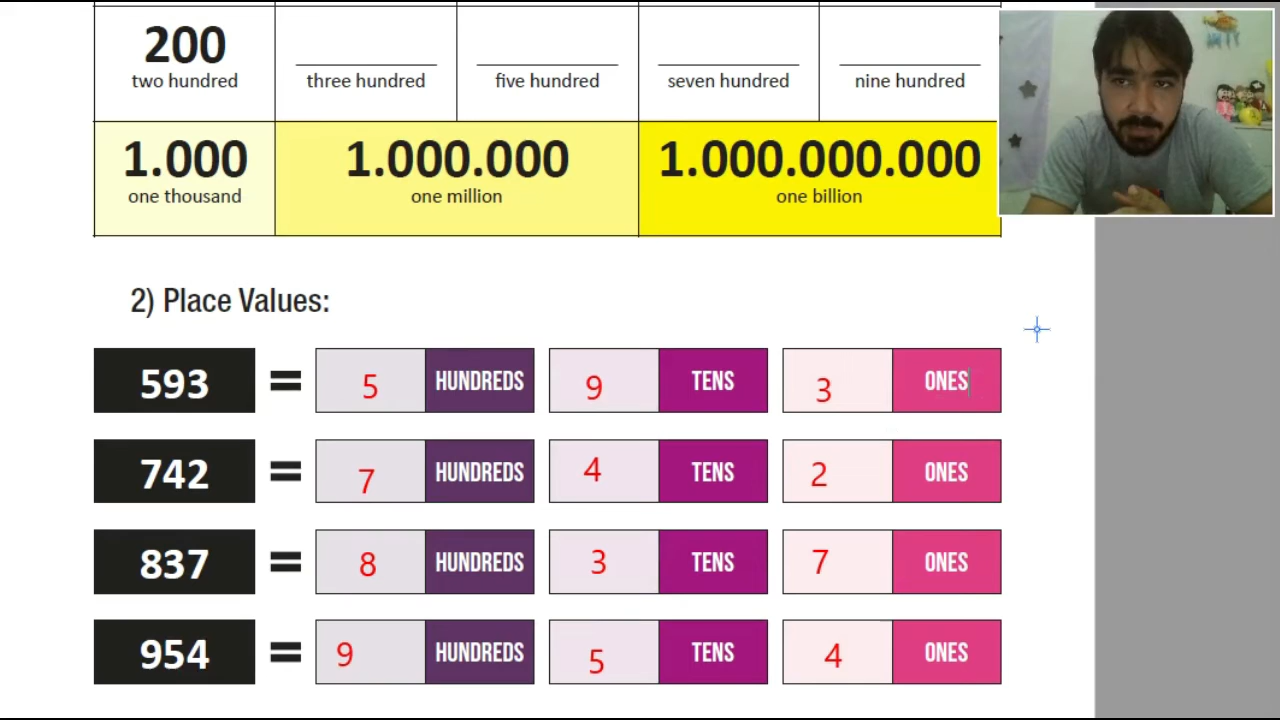 200
two hundred three hundred five hundred seven hundred nine hundred
1.000 1.000.000 1.000.000.000
one thousand one million one billion
2) Place Values:
593 = 5 HUNDREDS 9 TENS 3 ONES
742 = 7 HUNDREDS 4 TENS 2 ONES
837 = 8 HUNDREDS 3 TENS 7 ONES
954 = 9 HUNDREDS 5 TENS 4 ONES